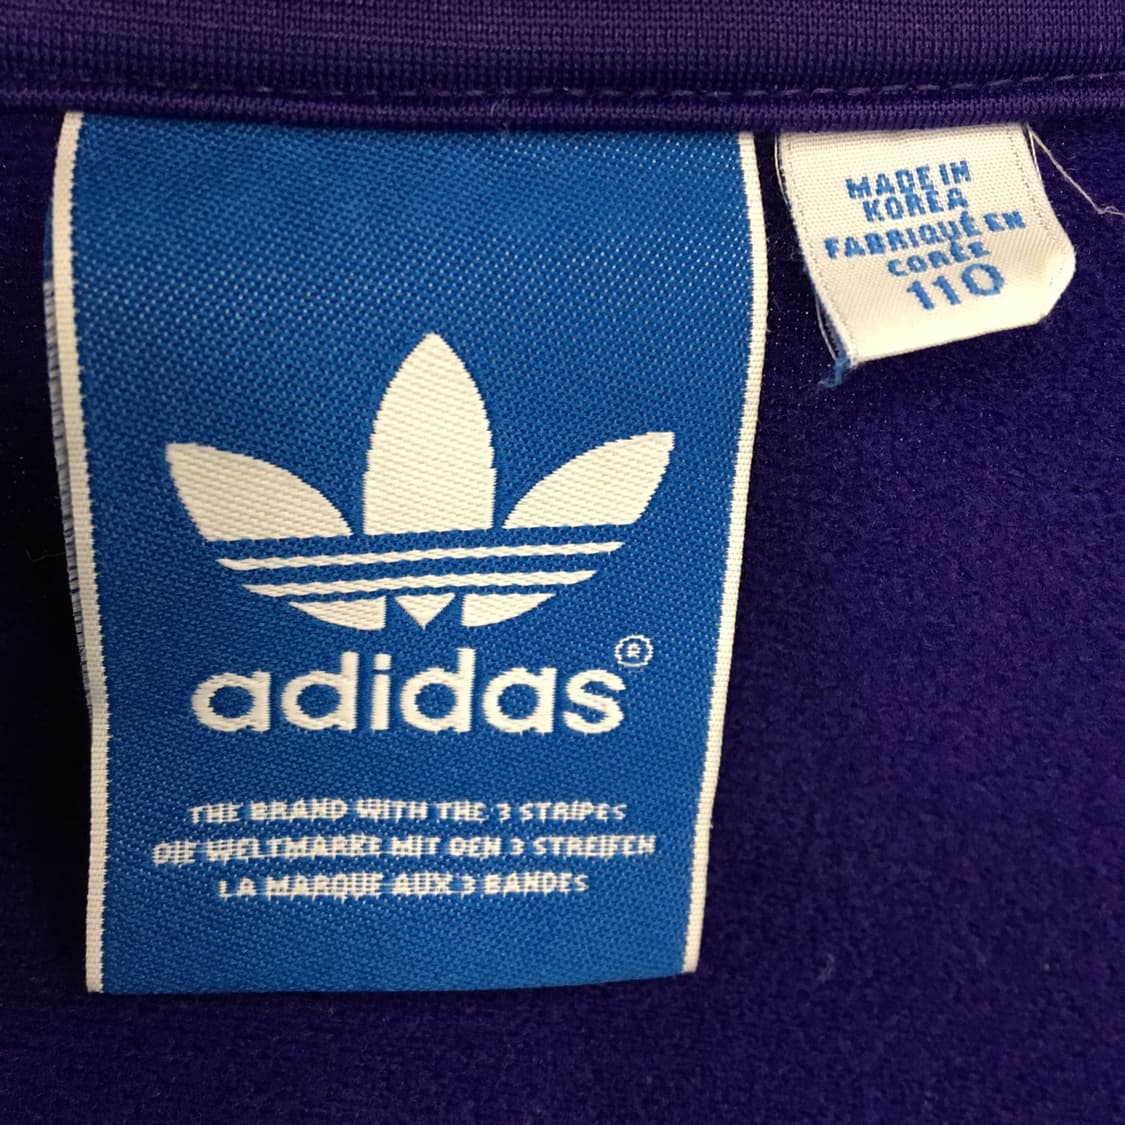 adidas®
THE BRAND WITH THE 3 STRIPES
DIE WELTMARKE MIT DEN 3 STREIFEN
LA MARQUE AUX 3 BANDES
MADE IN
KOREA
FABRIQUÉ EN
CORÉE
110